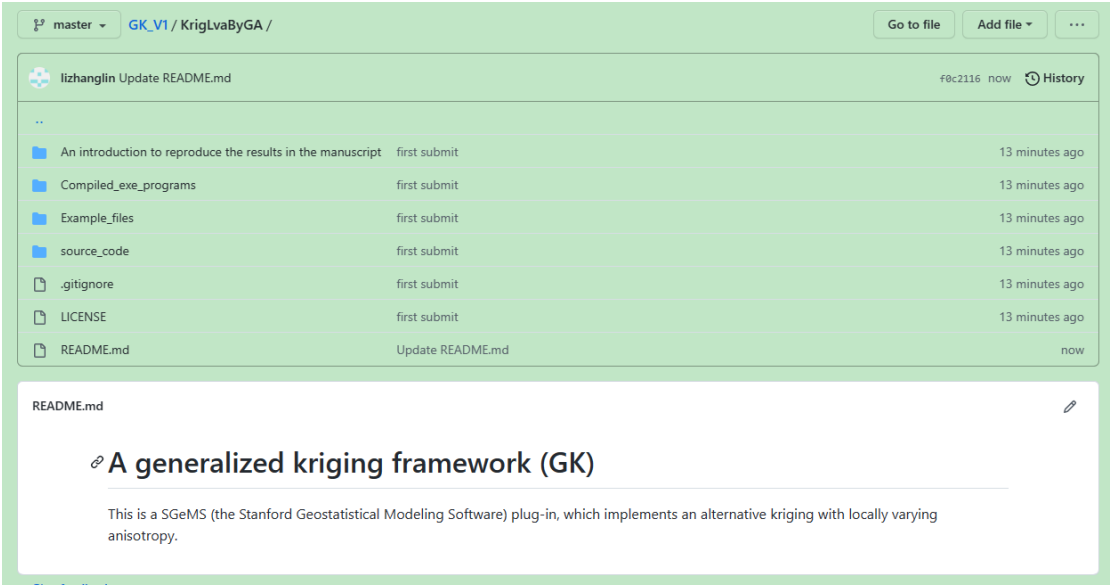 master GK_V1 / KrigLvaByGA / Go to file Add file ...
lizhanglin Update README.md f0c2116 now History
..
An introduction to reproduce the results in the manuscript first submit 13 minutes ago
Compiled_exe_programs first submit 13 minutes ago
Example_files first submit 13 minutes ago
source_code first submit 13 minutes ago
.gitignore first submit 13 minutes ago
LICENSE first submit 13 minutes ago
README.md Update README.md now
README.md
A generalized kriging framework (GK)
This is a SGeMS (the Stanford Geostatistical Modeling Software) plug-in, which implements an alternative kriging with locally varying
anisotropy.